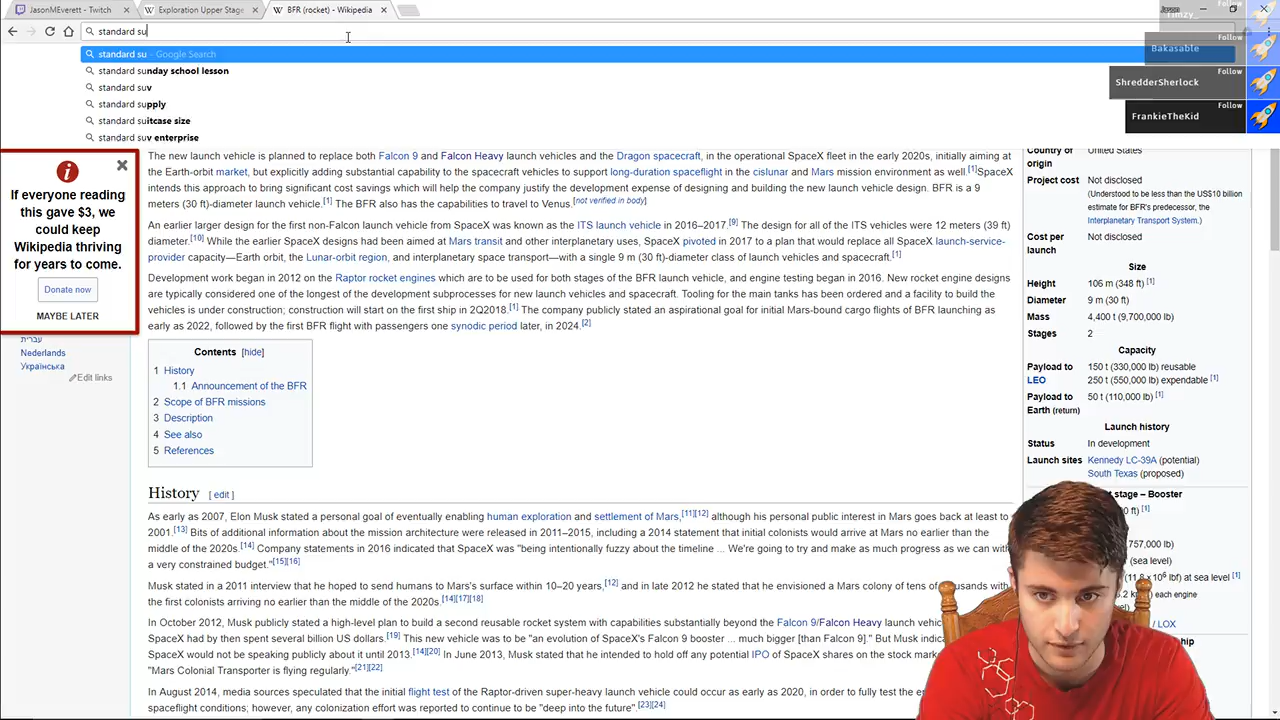 JasonMEverett - Twitch
Exploration Upper Stag
BFR (rocket) - Wikipedia
standard su
standard su - Google Search
standard sunday school lesson
standard suv
standard supply
standard suitcase size
standard suv enterprise
Follow
Bakasable
Follow
ShredderSherlock
Follow
FrankieTheKid
Follow
If everyone reading
this gave $3, we
could keep
Wikipedia thriving
for years to come.
Donate now
MAYBE LATER
עברית
Nederlands
Українська
Edit links
The new launch vehicle is planned to replace both Falcon 9 and Falcon Heavy launch vehicles and the Dragon spacecraft, in the operational SpaceX fleet in the early 2020s, initially aiming at
the Earth-orbit market, but explicitly adding substantial capability to the spacecraft vehicles to support long-duration spaceflight in the cislunar and Mars mission environment as well.[1]SpaceX
intends this approach to bring significant cost savings which will help the company justify the development expense of designing and building the new launch vehicle design. BFR is a 9
meters (30 ft)-diameter launch vehicle.[1] The BFR also has the capabilities to travel to Venus.[not verified in body]
An earlier larger design for the first non-Falcon launch vehicle from SpaceX was known as the ITS launch vehicle in 2016–2017.[9] The design for all of the ITS vehicles were 12 meters (39 ft)
diameter.[10] While the earlier SpaceX designs had been aimed at Mars transit and other interplanetary uses, SpaceX pivoted in 2017 to a plan that would replace all SpaceX launch-service-
provider capacity—Earth orbit, the Lunar-orbit region, and interplanetary space transport—with a single 9 m (30 ft)-diameter class of launch vehicles and spacecraft.[1]
Development work began in 2012 on the Raptor rocket engines which are to be used for both stages of the BFR launch vehicle, and engine testing began in 2016. New rocket engine designs
are typically considered one of the longest of the development subprocesses for new launch vehicles and spacecraft. Tooling for the main tanks has been ordered and a facility to build the
vehicles is under construction; construction will start on the first ship in 2Q2018.[1] The company publicly stated an aspirational goal for initial Mars-bound cargo flights of BFR launching as
early as 2022, followed by the first BFR flight with passengers one synodic period later, in 2024.[2]
Contents [hide]
1 History
1.1 Announcement of the BFR
2 Scope of BFR missions
3 Description
4 See also
5 References
History [ edit ]
As early as 2007, Elon Musk stated a personal goal of eventually enabling human exploration and settlement of Mars,[11][12] although his personal public interest in Mars goes back at least to
2001.[13] Bits of additional information about the mission architecture were released in 2011–2015, including a 2014 statement that initial colonists would arrive at Mars no earlier than the
middle of the 2020s.[14] Company statements in 2016 indicated that SpaceX was "being intentionally fuzzy about the timeline ... We're going to try and make as much progress as we can with
a very constrained budget."[15][16]
Musk stated in a 2011 interview that he hoped to send humans to Mars's surface within 10–20 years,[12] and in late 2012 he stated that he envisioned a Mars colony of tens of thousands with
the first colonists arriving no earlier than the middle of the 2020s.[14][17][18]
In October 2012, Musk publicly stated a high-level plan to build a second reusable rocket system with capabilities substantially beyond the Falcon 9/Falcon Heavy
SpaceX had by then spent several billion US dollars.[19] This new vehicle was to be "an evolution of SpaceX's Falcon 9 booster ... much bigger [than Falcon 9]." But Musk
SpaceX would not be speaking publicly about it until 2013.[14][20] In June 2013, Musk stated that he intended to hold off any potential IPO of SpaceX shares on the stock
"Mars Colonial Transporter is flying regularly."[21][22]
In August 2014, media sources speculated that the initial flight test of the Raptor-driven super-heavy launch vehicle could occur as early as 2020, in order to fully test the
spaceflight conditions; however, any colonization effort was reported to continue to be "deep into the future".[23][24]
Country of origin United States
Project cost Not disclosed
(Understood to be less than the US$10 billion
estimate for BFR's predecessor, the
Interplanetary Transport System.)
Cost per launch Not disclosed
Size
Height 106 m (348 ft) [1]
Diameter 9 m (30 ft)
Mass 4,400 t (9,700,000 lb)
Stages 2
Capacity
Payload to LEO 150 t (330,000 lb) reusable
250 t (550,000 lb) expendable [1]
Payload to Earth (return) 50 t (110,000 lb) [1]
Launch history
Status In development
Launch sites Kennedy LC-39A (potential)
South Texas (proposed)
stage – Booster
ft) [1]
757,000 lb)
(sea level)
lbf) at sea level [1]
each engine
/ LOX